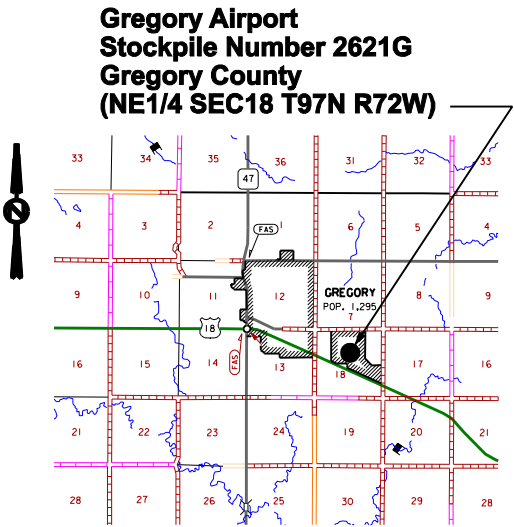 Gregory Airport
Stockpile Number 2621G
Gregory County
(NE1/4 SEC18 T97N R72W)
33 34 35 36 31 32 33
47
N
4 3 2 1 6 5 4
FAS
9 10 11 12 GREGORY 8 9
POP. 1,295
7
18
16 15 14 13 18 17 16
FAS
21 22 23 24 19 20 21
28 27 26 25 30 29 28